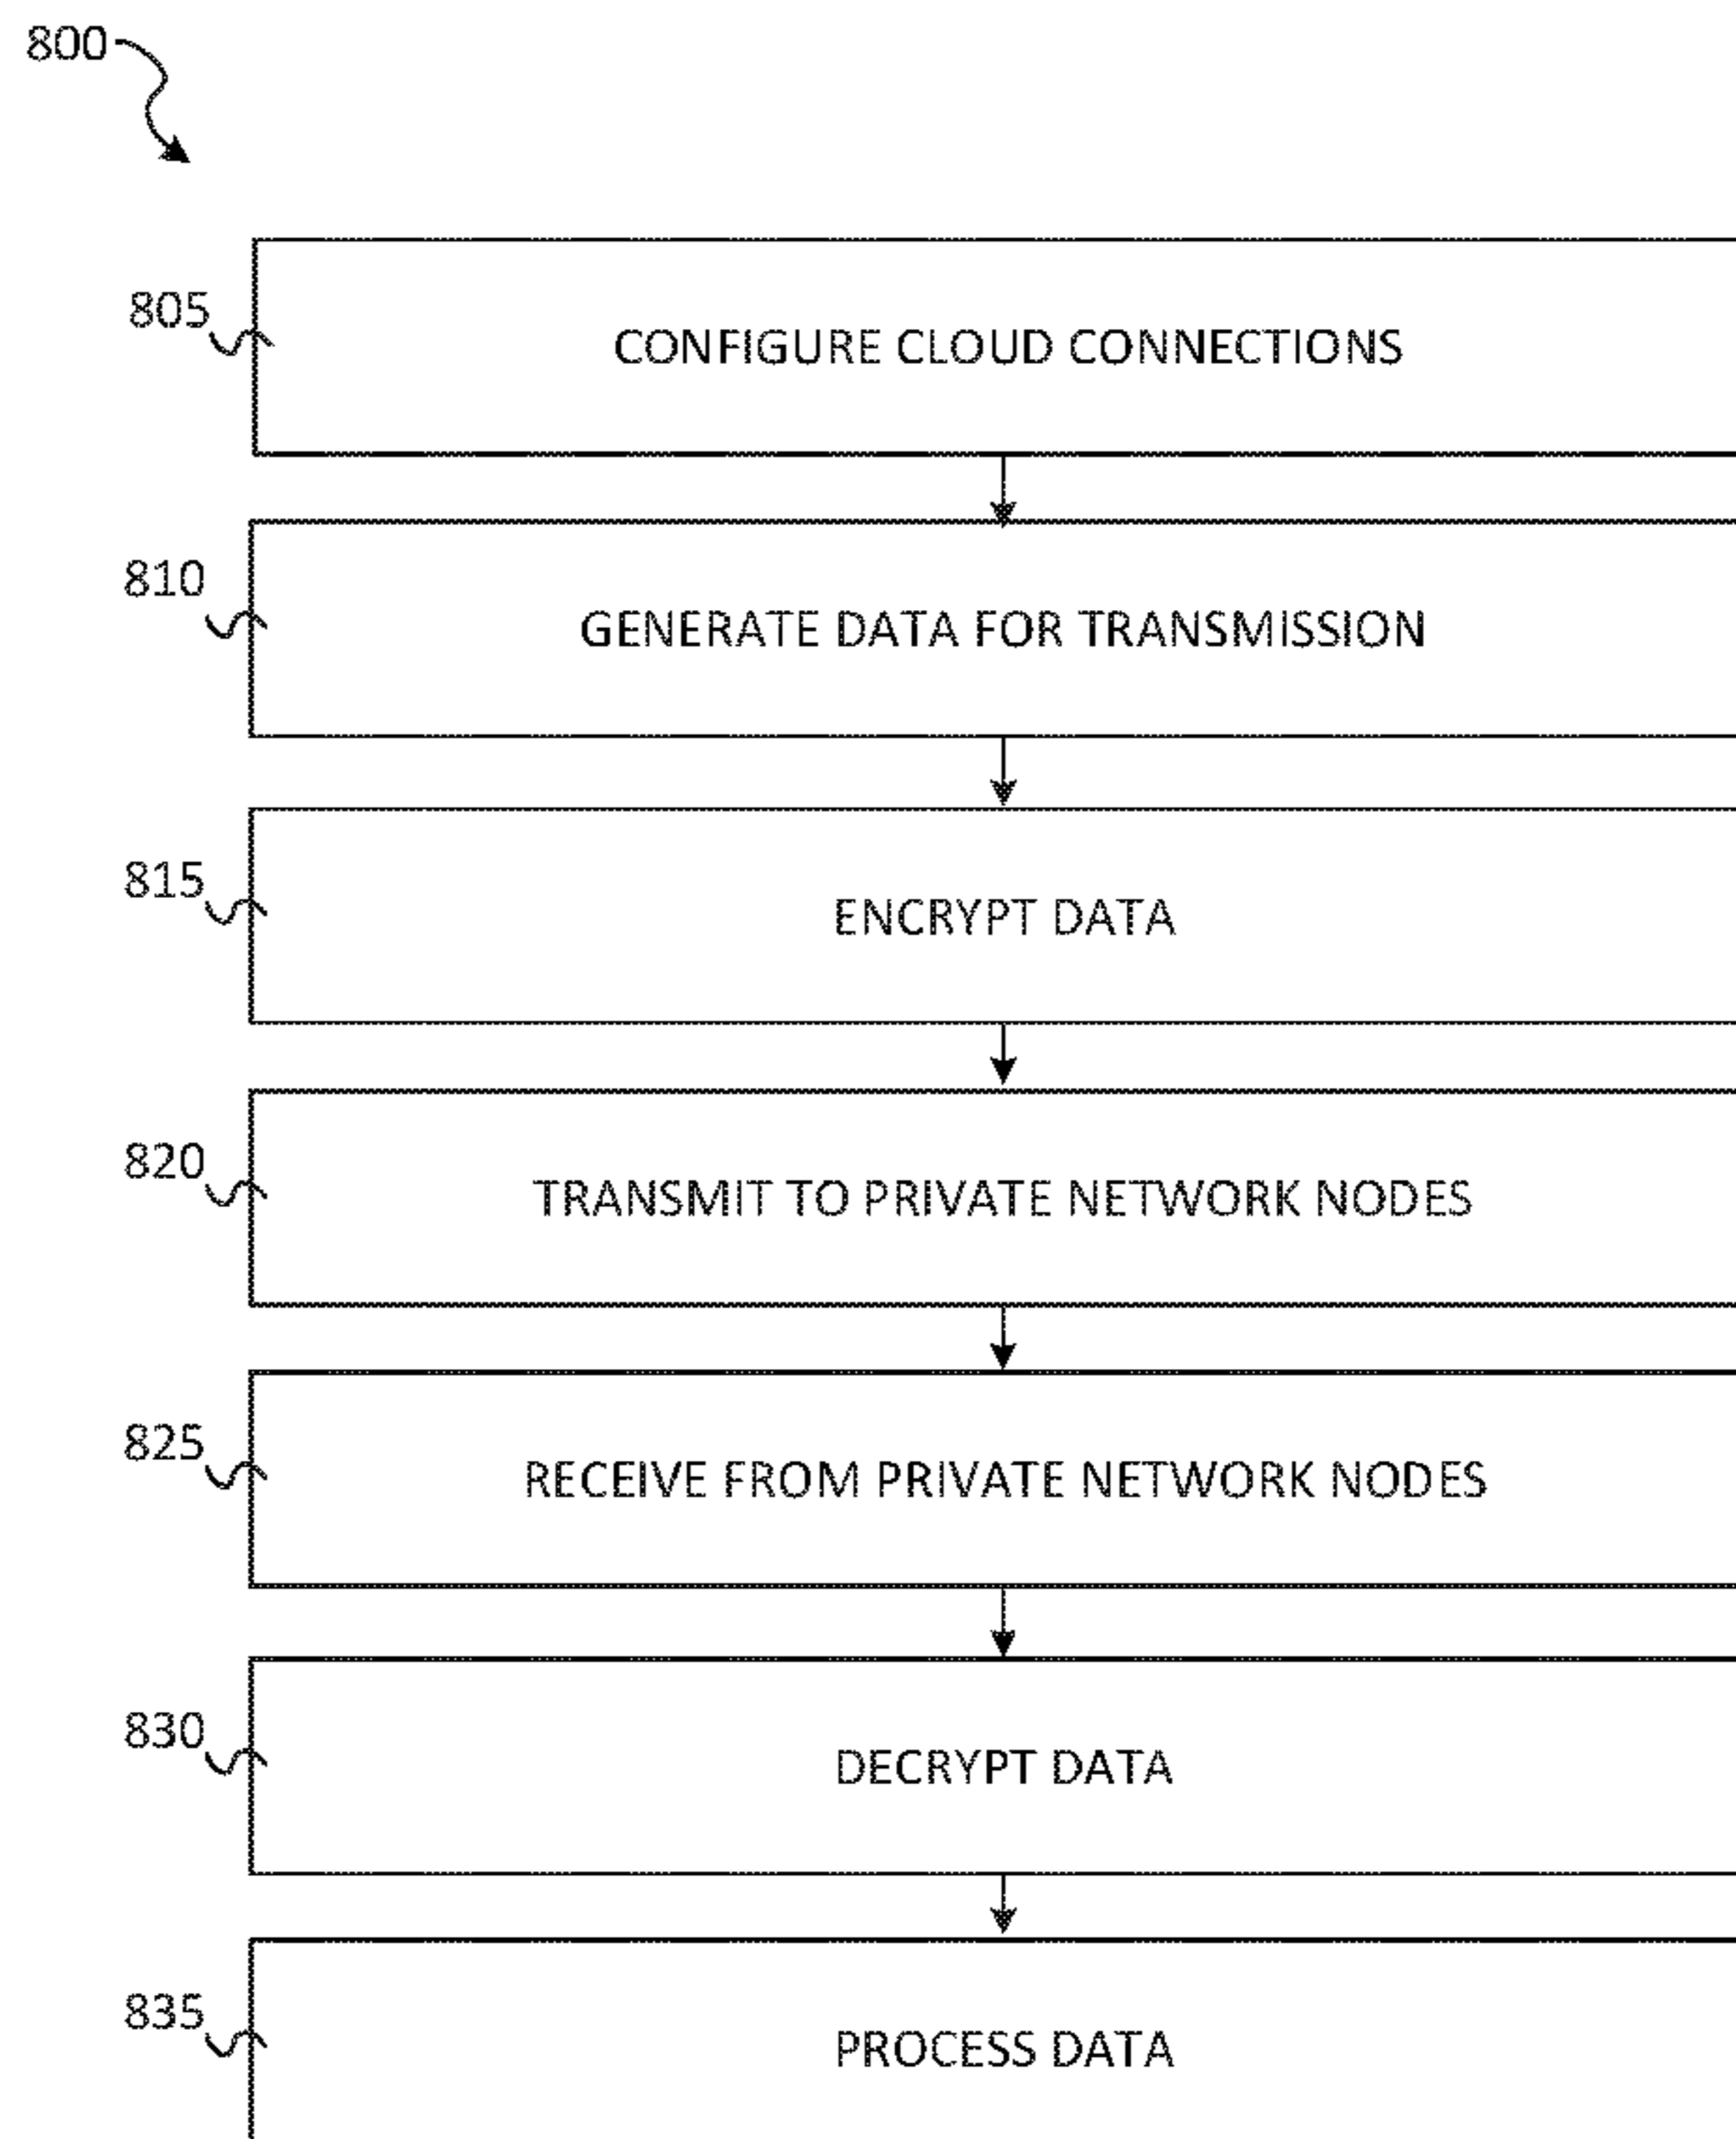 800
805
CONFIGURE CLOUD CONNECTIONS
810
GENERATE DATA FOR TRANSMISSION
815
ENCRYPT DATA
820
TRANSMIT TO PRIVATE NETWORK NODES
825
RECEIVE FROM PRIVATE NETWORK NODES
830
DECRYPT DATA
835
PROCESS DATA